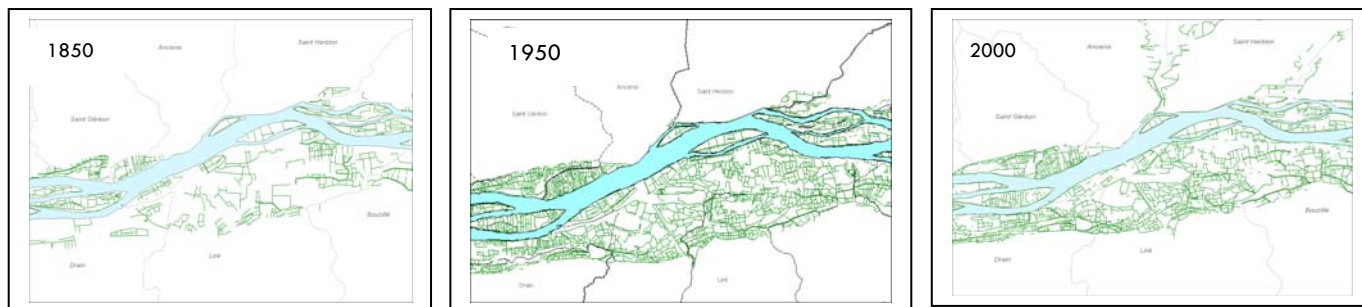 1850
Ancenis
Saint Herblon
Saint Géréon
Bouzillé
Liré
Drain
1950
Ancenis
Saint Herblon
Saint Géréon
Drain
Liré
2000
Ancenis
Saint Herblon
Saint Géréon
Bouzillé
Drain
Liré